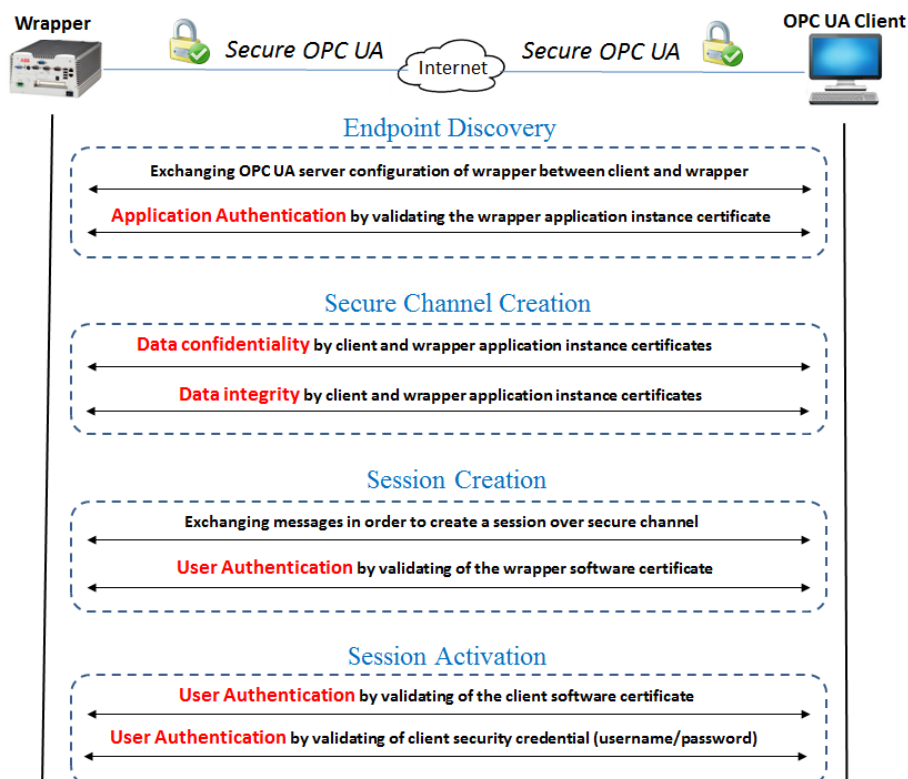 Wrapper
OPC UA Client
Secure OPC UA
Internet
Secure OPC UA
ABB
Endpoint Discovery
Exchanging OPC UA server configuration of wrapper between client and wrapper
Application Authentication by validating the wrapper application instance certificate
Secure Channel Creation
Data confidentiality by client and wrapper application instance certificates
Data integrity by client and wrapper application instance certificates
Session Creation
Exchanging messages in order to create a session over secure channel
User Authentication by validating of the wrapper software certificate
Session Activation
User Authentication by validating of the client software certificate
User Authentication by validating of client security credential (username/password)